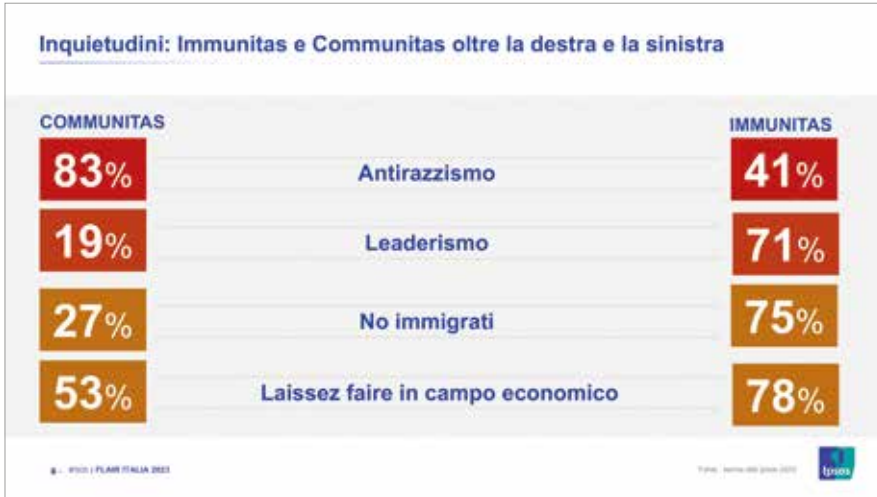 Inquietudini: Immunitas e Communitas oltre la destra e la sinistra
COMMUNITAS IMMUNITAS
83% Antirazzismo 41%
19% Leaderismo 71%
27% No immigrati 75%
53% Laissez faire in campo economico 78%
FLAIR ITALIA 2023
Ipsos